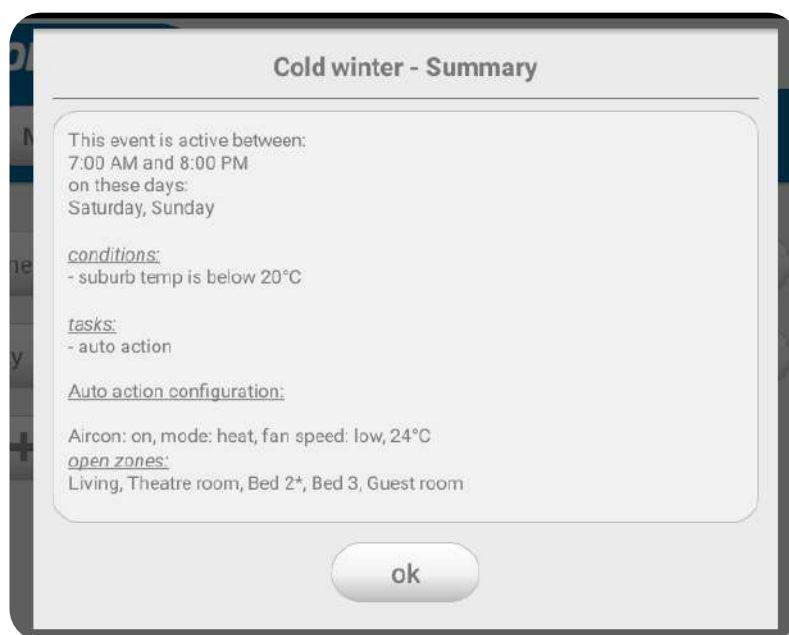 Cold winter - Summary
This event is active between:
7:00 AM and 8:00 PM
on these days:
Saturday, Sunday
conditions:
- suburb temp is below 20°C
tasks:
- auto action
Auto action configuration:
Aircon: on, mode: heat, fan speed: low, 24°C
open zones:
Living, Theatre room, Bed 2*, Bed 3, Guest room
ok